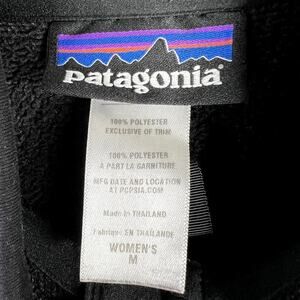 patagonia
100% POLYESTER
EXCLUSIVE OF TRIM
100% POLYESTER
A PART LA GARNITURE
MFG DATE AND LOCATION
AT PCPSIA.COM
Made in THAILAND
Fabriqué EN THAÏLANDE
WOMEN'S
M